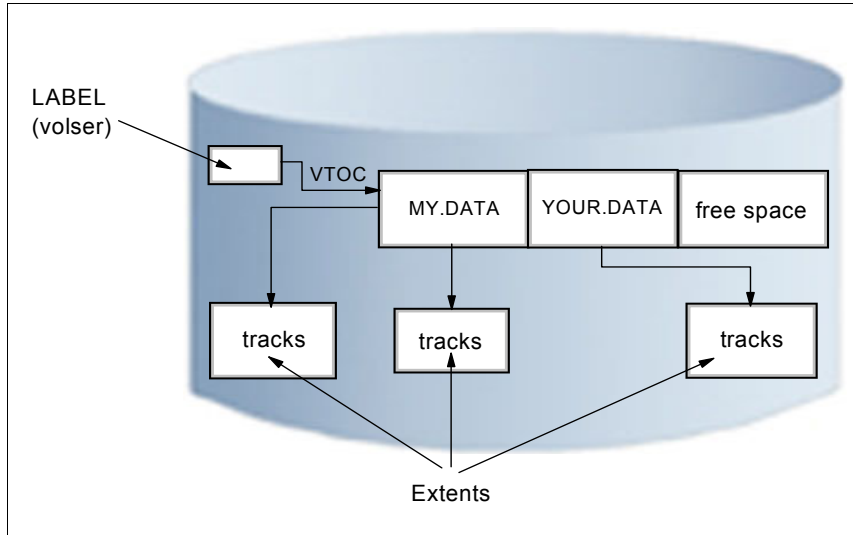 LABEL
(volser)
VTOC
MY.DATA
YOUR.DATA
free space
tracks
tracks
tracks
Extents